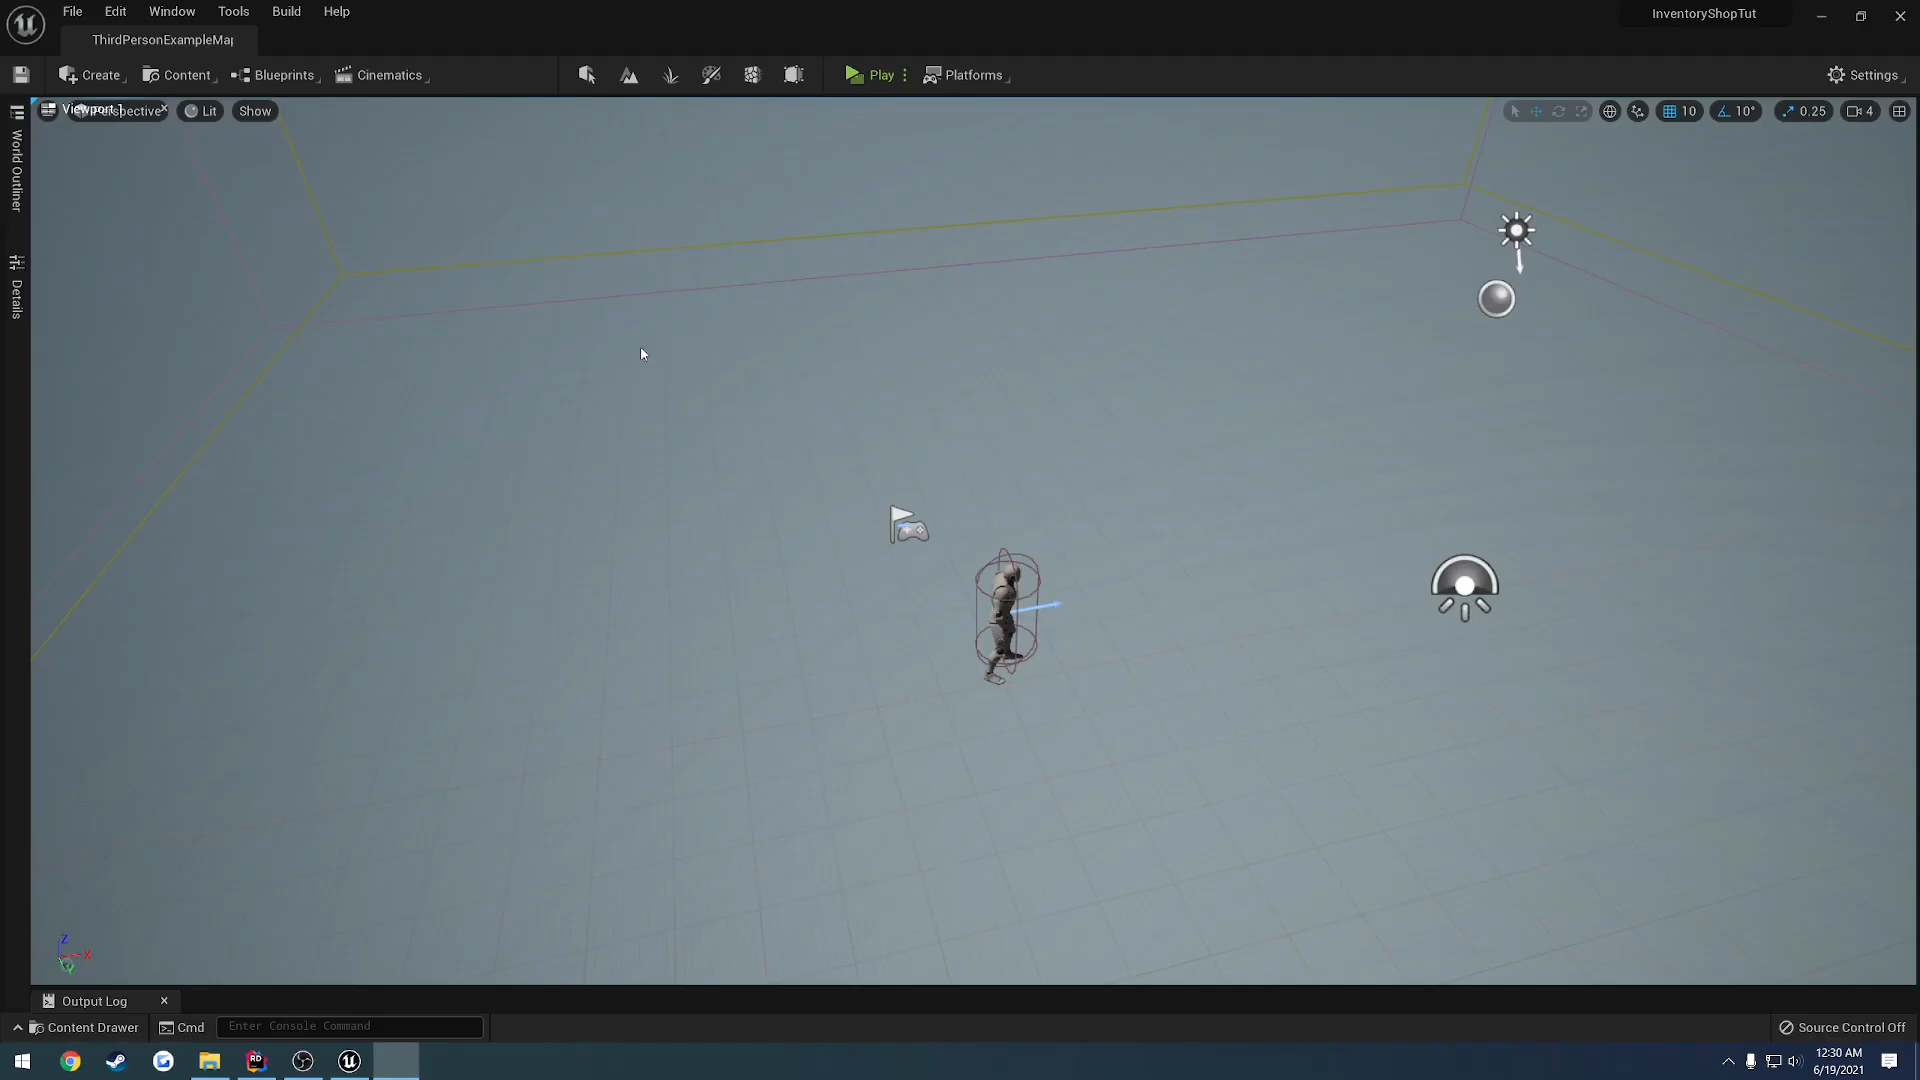 File Edit Window Tools Build Help
InventoryShopTut
ThirdPersonExampleMap
Create Content Blueprints Cinematics Play Platforms Settings
Viewport 1 Perspective Lit Show 10 10° 0.25 4
World Outliner
Details
Z
X
Y
Output Log
Content Drawer Cmd Enter Console Command Source Control Off
RD
12:30 AM
6/19/2021